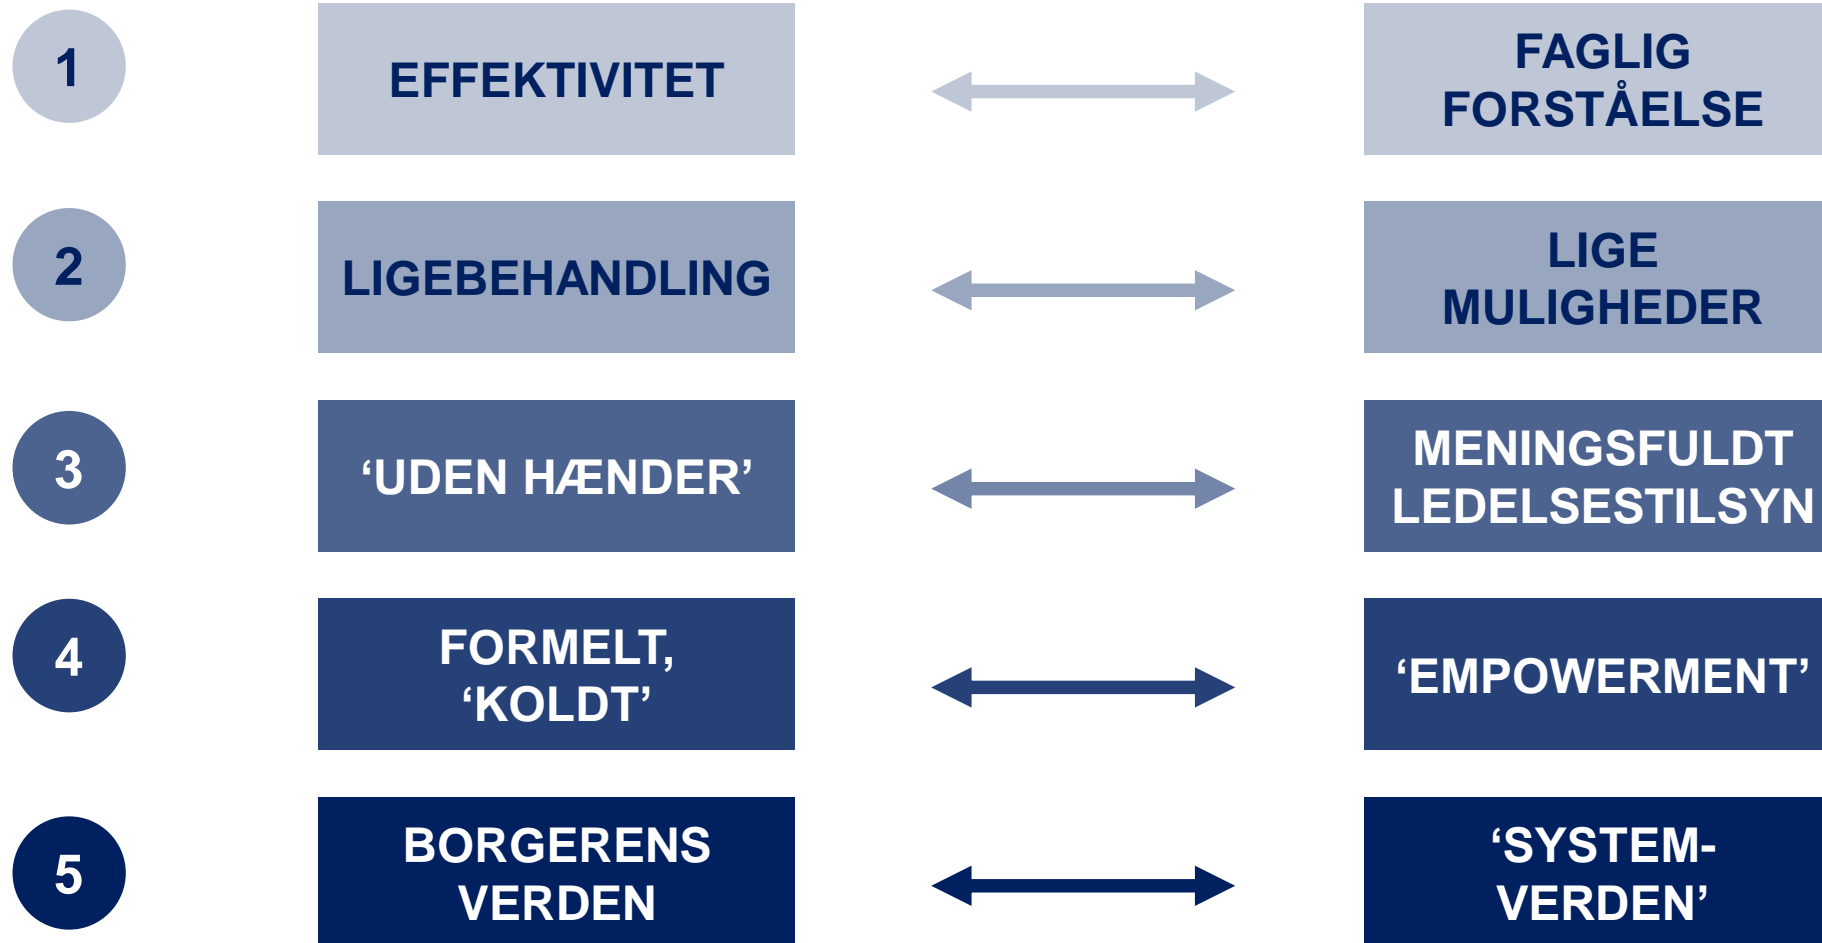 1
EFFEKTIVITET
FAGLIG
FORSTÅELSE
2
LIGEBEHANDLING
LIGE
MULIGHEDER
3
‘UDEN HÆNDER’
MENINGSFULDT
LEDELSESTILSYN
4
FORMELT,
‘KOLDT’
‘EMPOWERMENT’
5
BORGERENS
VERDEN
‘SYSTEM-
VERDEN’